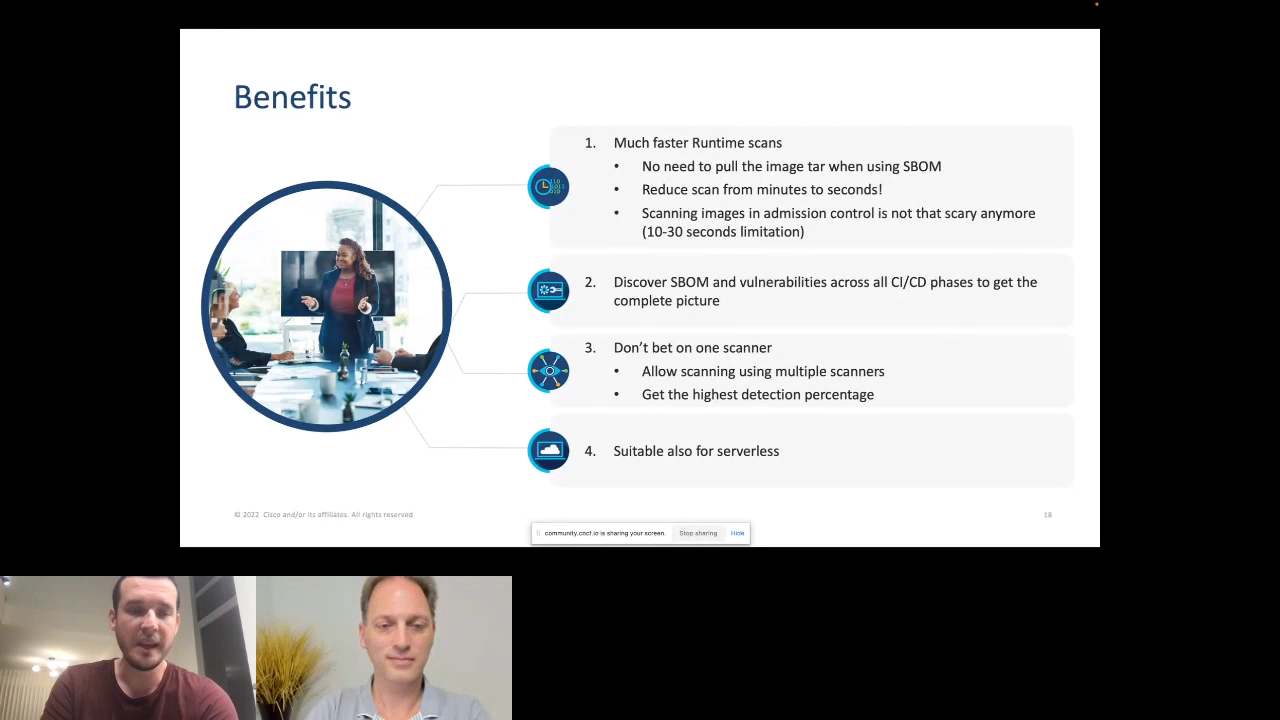 Benefits
1. Much faster Runtime scans
• No need to pull the image tar when using SBOM
• Reduce scan from minutes to seconds!
• Scanning images in admission control is not that scary anymore
(10-30 seconds limitation)
2. Discover SBOM and vulnerabilities across all CI/CD phases to get the
complete picture
3. Don't bet on one scanner
• Allow scanning using multiple scanners
• Get the highest detection percentage
4. Suitable also for serverless
© 2022 Cisco and/or its affiliates. All rights reserved
18
community.cncf.io is sharing your screen.
Stop sharing
Hide